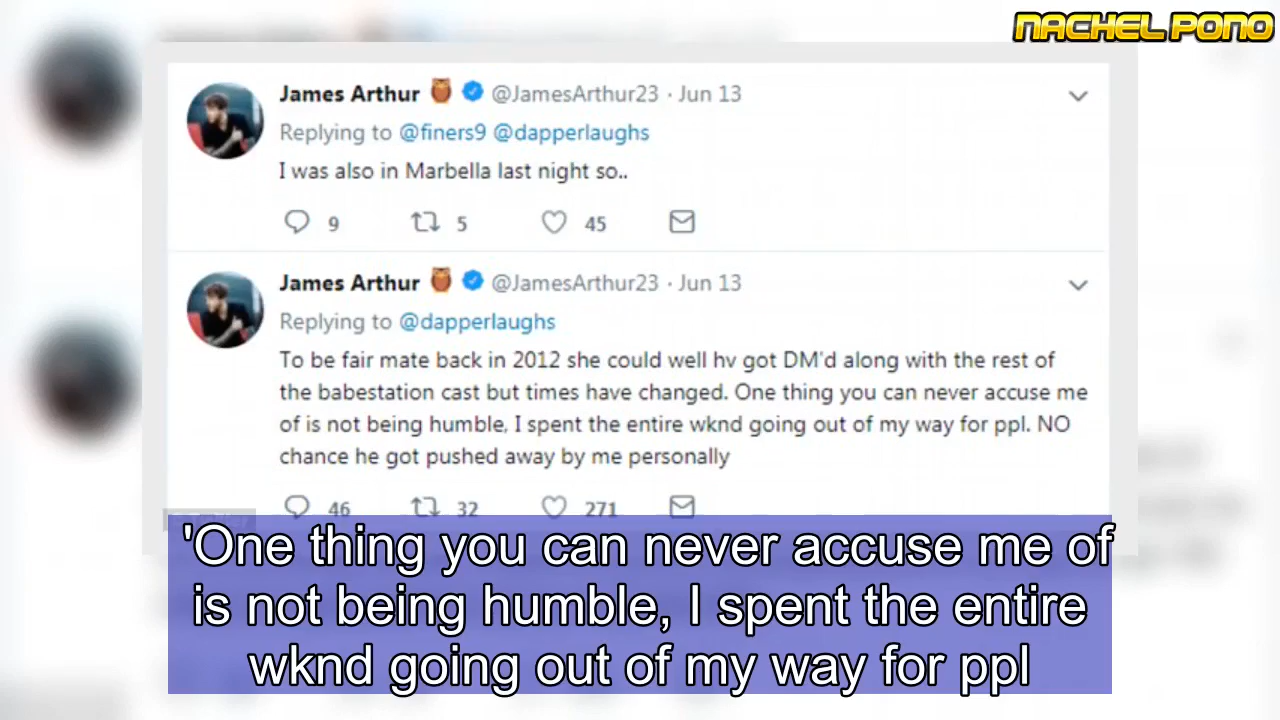 NACHEL PONO
James Arthur 🦉 @JamesArthur23 · Jun 13
Replying to @finers9 @dapperlaughs
I was also in Marbella last night so..
9 5 45
James Arthur 🦉 @JamesArthur23 · Jun 13
Replying to @dapperlaughs
To be fair mate back in 2012 she could well hv got DM'd along with the rest of
the babestation cast but times have changed. One thing you can never accuse me
of is not being humble, I spent the entire wknd going out of my way for ppl. NO
chance he got pushed away by me personally
46 32 271
'One thing you can never accuse me of
is not being humble, I spent the entire
wknd going out of my way for ppl